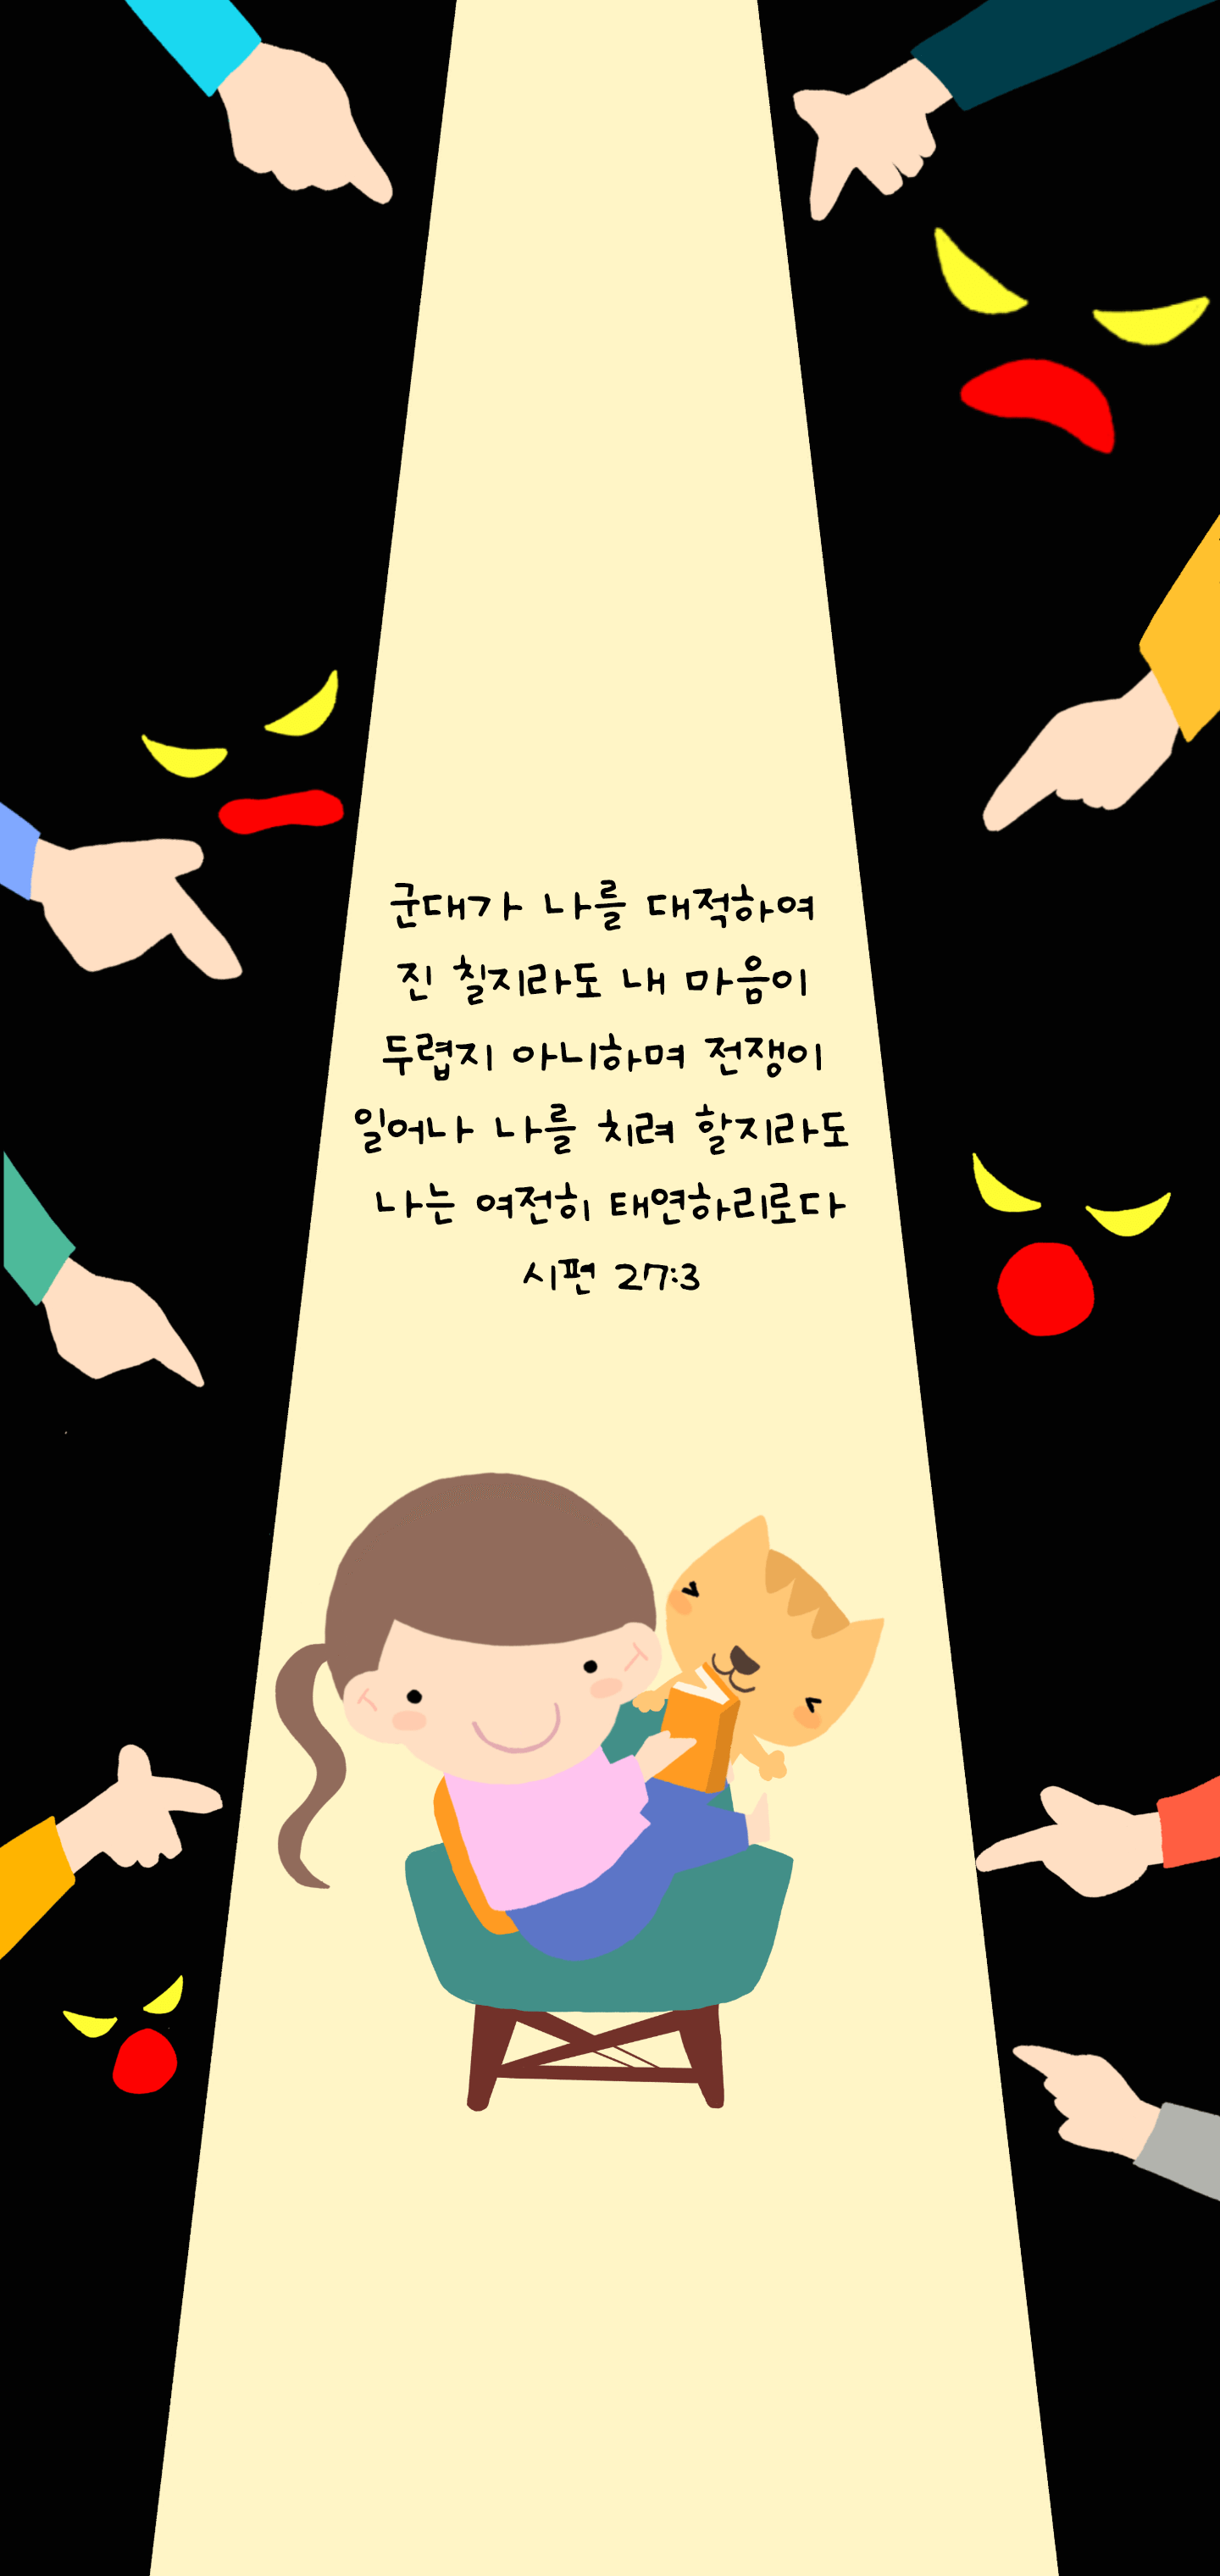 군대가 나를 대적하여
진 칠지라도 내 마음이
두렵지 아니하며 전쟁이
일어나 나를 치려 할지라도
나는 여전히 태연하리로다
시편 27:3